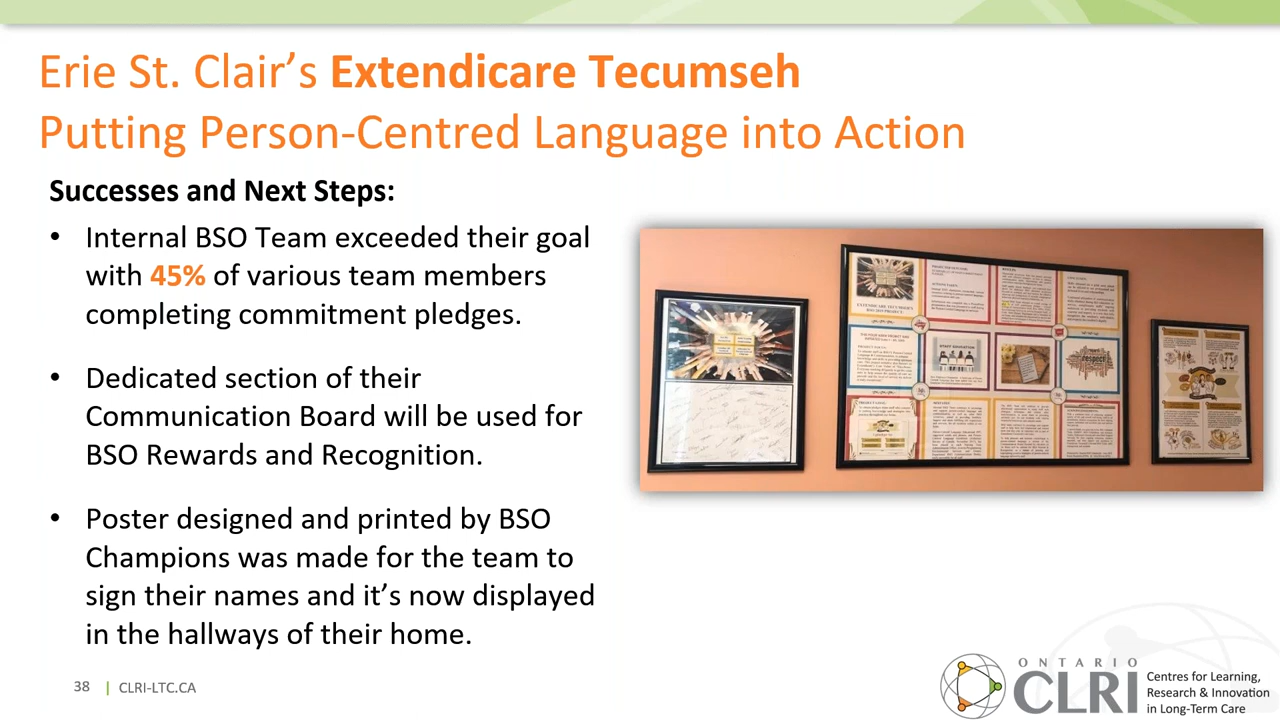 Erie St. Clair’s Extendicare Tecumseh
Putting Person-Centred Language into Action
Successes and Next Steps:
• Internal BSO Team exceeded their goal
with 45% of various team members
completing commitment pledges.
• Dedicated section of their
Communication Board will be used for
BSO Rewards and Recognition.
• Poster designed and printed by BSO
Champions was made for the team to
sign their names and it’s now displayed
in the hallways of their home.
respect
38 | CLRI-LTC.CA
ONTARIO
CLRI
Centres for Learning,
Research & Innovation
in Long-Term Care